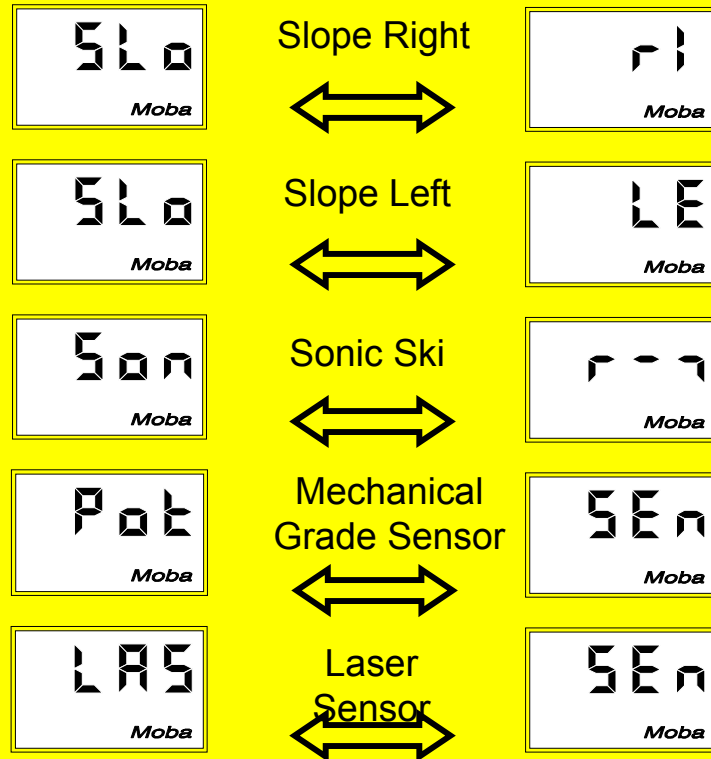 SLo
Slope Right
rI
Moba
Moba
SLo
Slope Left
LE
Moba
Moba
Son
Sonic Ski
r-┐
Moba
Moba
Pot
Mechanical
Grade Sensor
SEn
Moba
Moba
LAS
Laser
Sensor
SEn
Moba
Moba